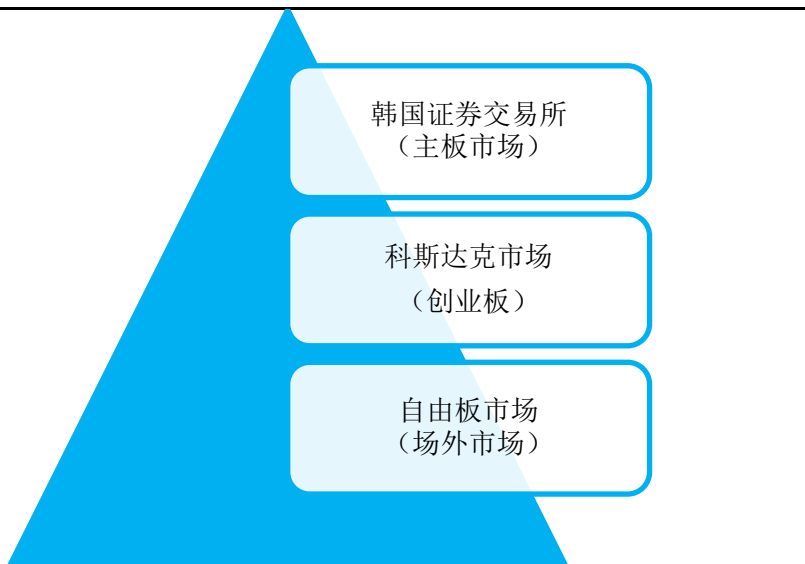 韩国证券交易所
（主板市场）
科斯达克市场
（创业板）
自由板市场
（场外市场）